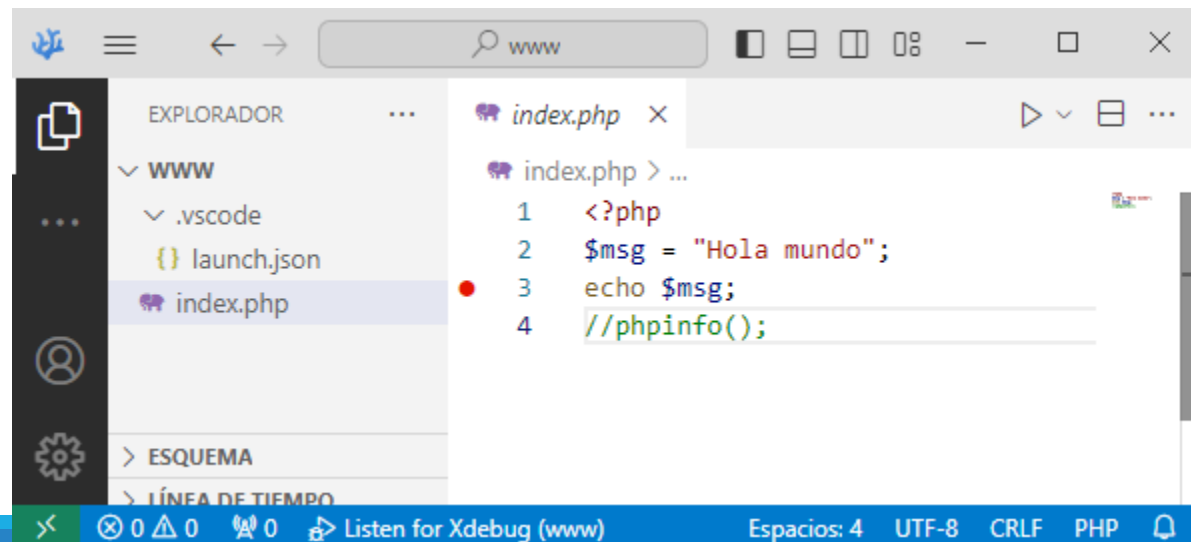 www
EXPLORADOR
WWW
.vscode
{} launch.json
index.php
index.php
index.php > ...
1 <?php
2 $msg = "Hola mundo";
3 echo $msg;
4 //phpinfo();
ESQUEMA
LÍNEA DE TIEMPO
0 0 0 Listen for Xdebug (www) Espacios: 4 UTF-8 CRLF PHP